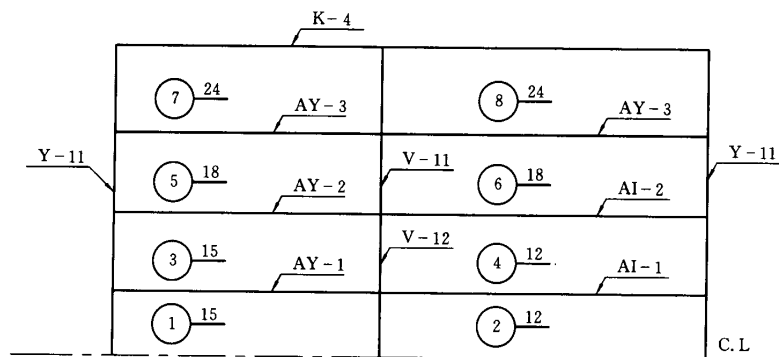 K-4
7 24
8 24
AY-3
AY-3
Y-11
V-11
Y-11
5 18
6 18
AY-2
AI-2
V-12
3 15
4 12
AY-1
AI-1
1 15
2 12
C.L